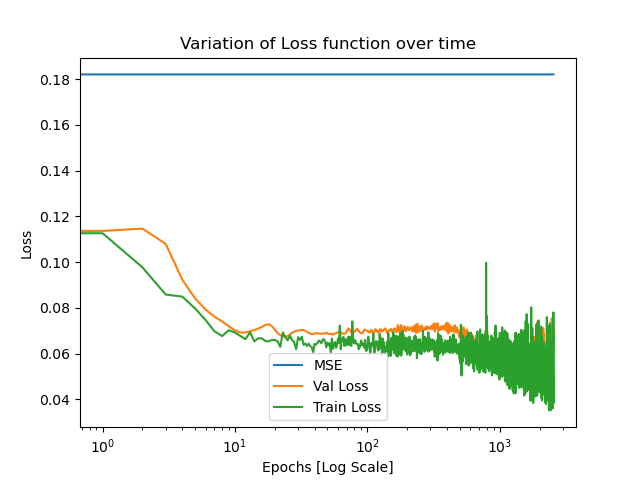 Variation of Loss function over time
0.18
0.16
0.14
0.12
0.10
0.08
0.06
0.04
Loss
MSE
Val Loss
Train Loss
10⁰
10¹
10²
10³
Epochs [Log Scale]